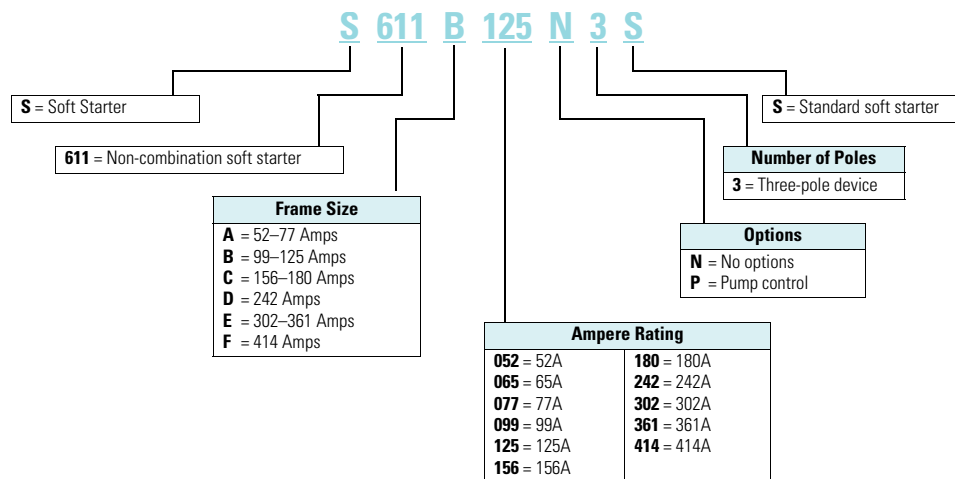 S 611 B 125 N 3 S
S = Soft Starter
S = Standard soft starter
611 = Non-combination soft starter
Number of Poles
3 = Three-pole device
Frame Size
A = 52–77 Amps
B = 99–125 Amps
C = 156–180 Amps
D = 242 Amps
E = 302–361 Amps
F = 414 Amps
Options
N = No options
P = Pump control
Ampere Rating
052 = 52A
065 = 65A
077 = 77A
099 = 99A
125 = 125A
156 = 156A
180 = 180A
242 = 242A
302 = 302A
361 = 361A
414 = 414A